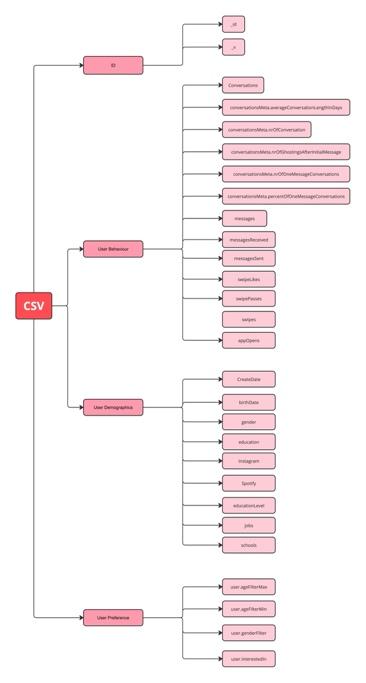 CSV
ID
_id
_v
User Behaviour
Conversations
conversationsMeta.averageConversationLengthInDays
conversationsMeta.nrOfConversation
conversationsMeta.nrOfGhostingsAfterInitialMessage
conversationsMeta.nrOfOneMessageConversations
conversationsMeta.percentOfOneMessageConversations
messages
messagesReceived
messagesSent
swipeLikes
swipePasses
swipes
appOpens
User Demographics
CreateDate
birthDate
gender
education
Instagram
Spotify
educationLevel
jobs
schools
User Preference
user.ageFilterMax
user.ageFilterMin
user.genderFilter
user.interestedIn